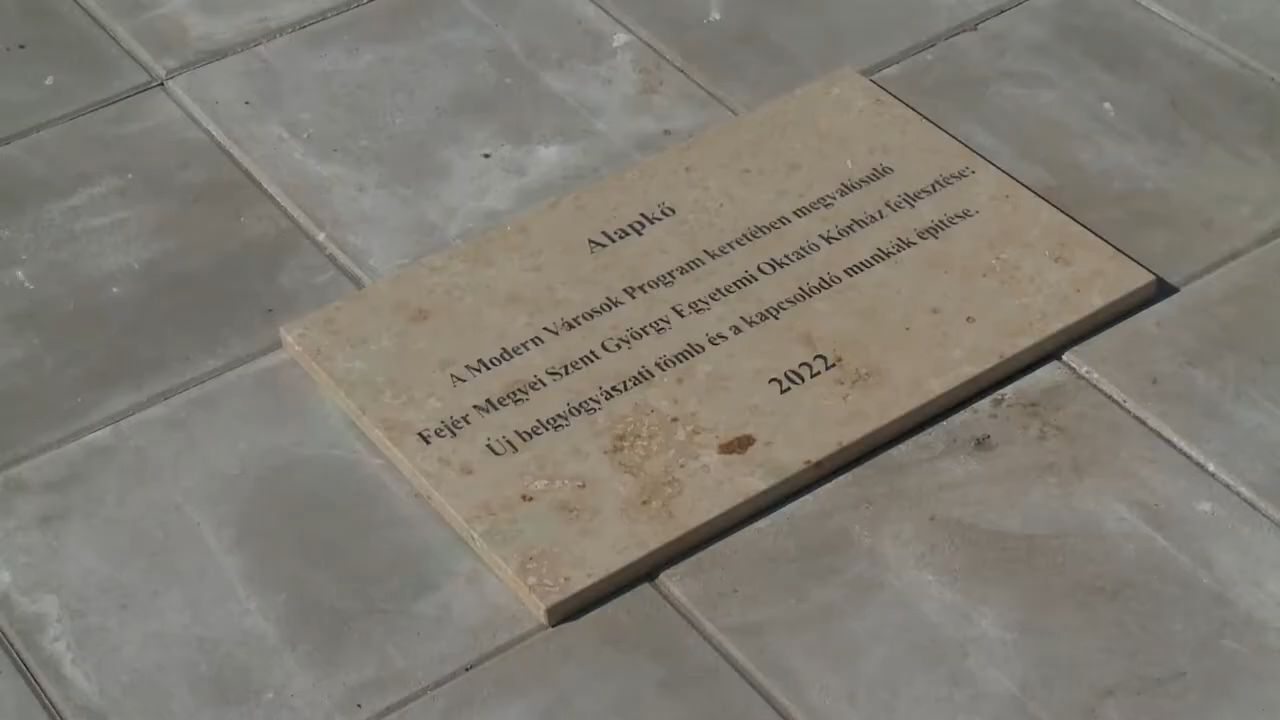 Alapkő
A Modern Városok Program keretében megvalósuló
Fejér Megyei Szent György Egyetemi Oktató Kórház fejlesztése:
Új belgyógyászati tömb és a kapcsolódó munkák építése.
2022